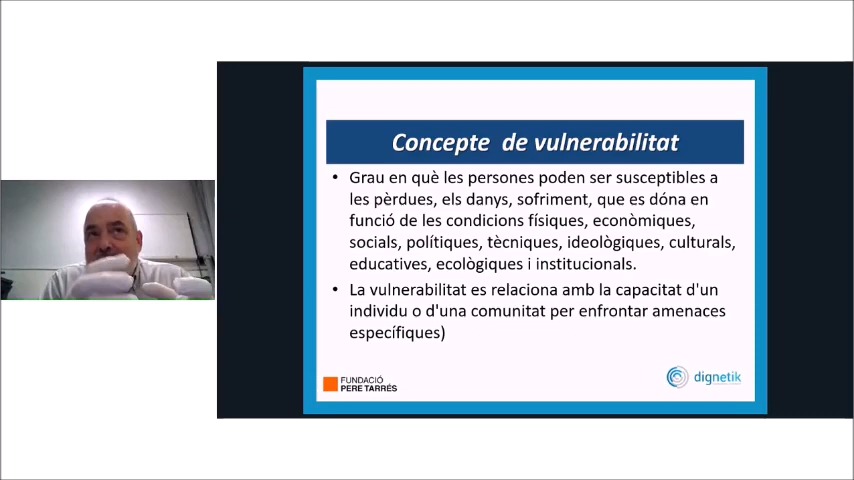 Concepte de vulnerabilitat
• Grau en què les persones poden ser susceptibles a
les pèrdues, els danys, sofriment, que es dóna en
funció de les condicions físiques, econòmiques,
socials, polítiques, tècniques, ideològiques, culturals,
educatives, ecològiques i institucionals.
• La vulnerabilitat es relaciona amb la capacitat d'un
individu o d'una comunitat per enfrontar amenaces
específiques)
FUNDACIÓ
PERE TARRÉS
dignetik